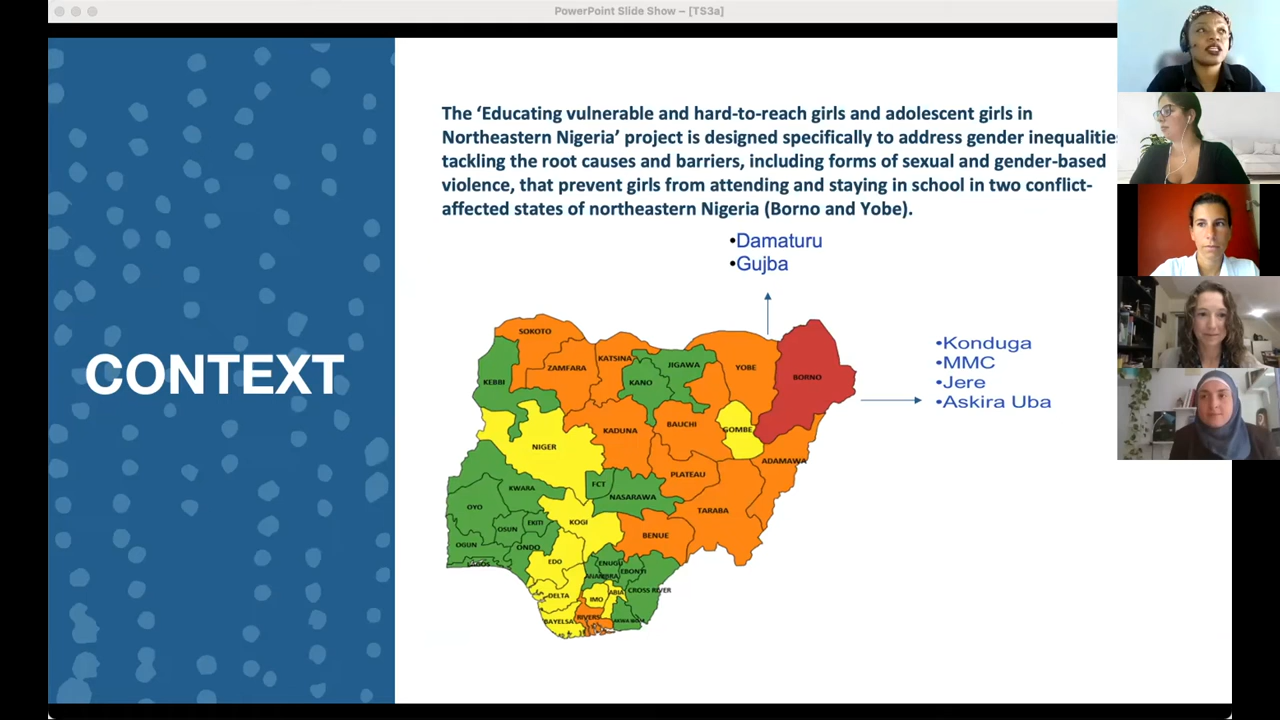 PowerPoint Slide Show – [TS3a]
The ‘Educating vulnerable and hard-to-reach girls and adolescent girls in
Northeastern Nigeria’ project is designed specifically to address gender inequalitie
tackling the root causes and barriers, including forms of sexual and gender-based
violence, that prevent girls from attending and staying in school in two conflict-
affected states of northeastern Nigeria (Borno and Yobe).
•Damaturu
•Gujba
CONTEXT
•Konduga
•MMC
•Jere
•Askira Uba
SOKOTO
KATSINA
JIGAWA
YOBE
BORNO
ZAMFARA
KEBBI
KANO
KADUNA
BAUCHI
GOMBE
NIGER
ADAMAWA
PLATEAU
FCT
NASARAWA
KWARA
OYO
TARABA
KOGI
EKITI
OSUN
BENUE
OGUN
ONDO
LAGOS
EDO
ENUGU
EBONYI
ANAMBRA
CROSS RIVER
DELTA
IMO
ABIA
RIVERS
BAYELSA